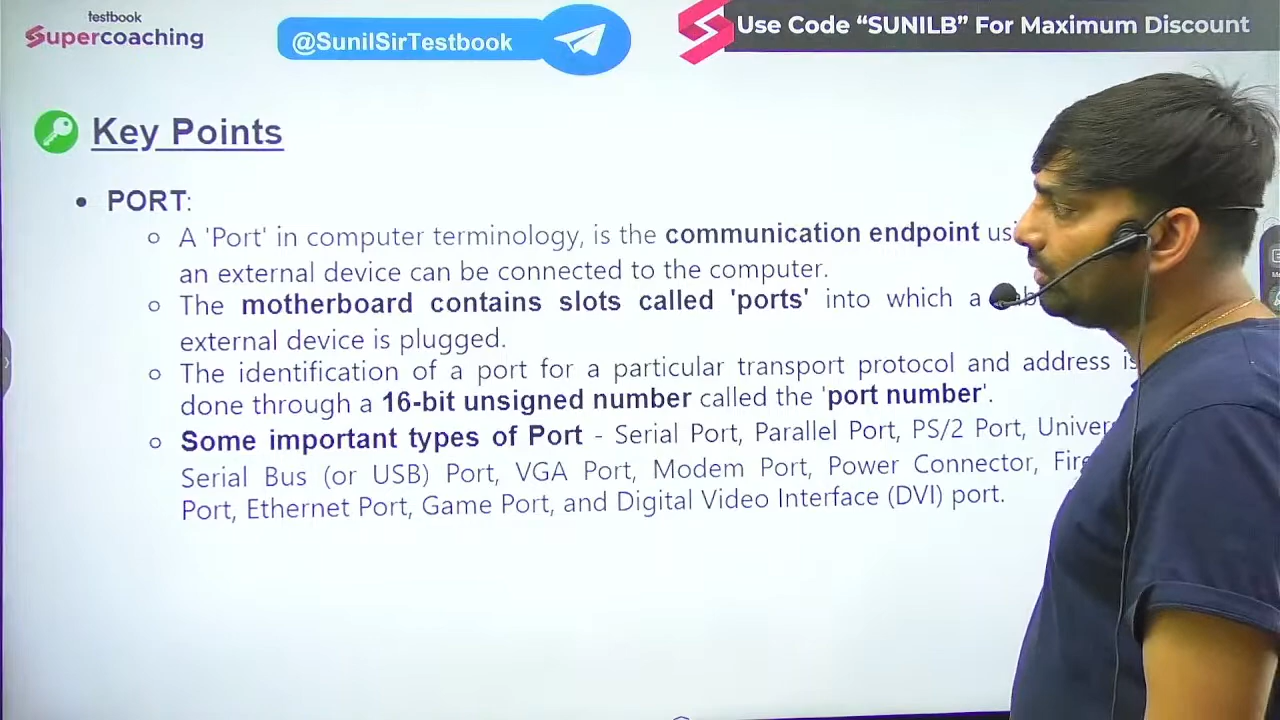 testbook
Supercoaching
@SunilSirTestbook
Use Code “SUNILB” For Maximum Discount
Key Points
• PORT:
○ A 'Port' in computer terminology, is the communication endpoint
an external device can be connected to the computer.
○ The motherboard contains slots called 'ports' into which a
external device is plugged.
○ The identification of a port for a particular transport protocol and address is
done through a 16-bit unsigned number called the 'port number'.
○ Some important types of Port - Serial Port, Parallel Port, PS/2 Port,
Serial Bus (or USB) Port, VGA Port, Modem Port, Power Connector,
Port, Ethernet Port, Game Port, and Digital Video Interface (DVI) port.